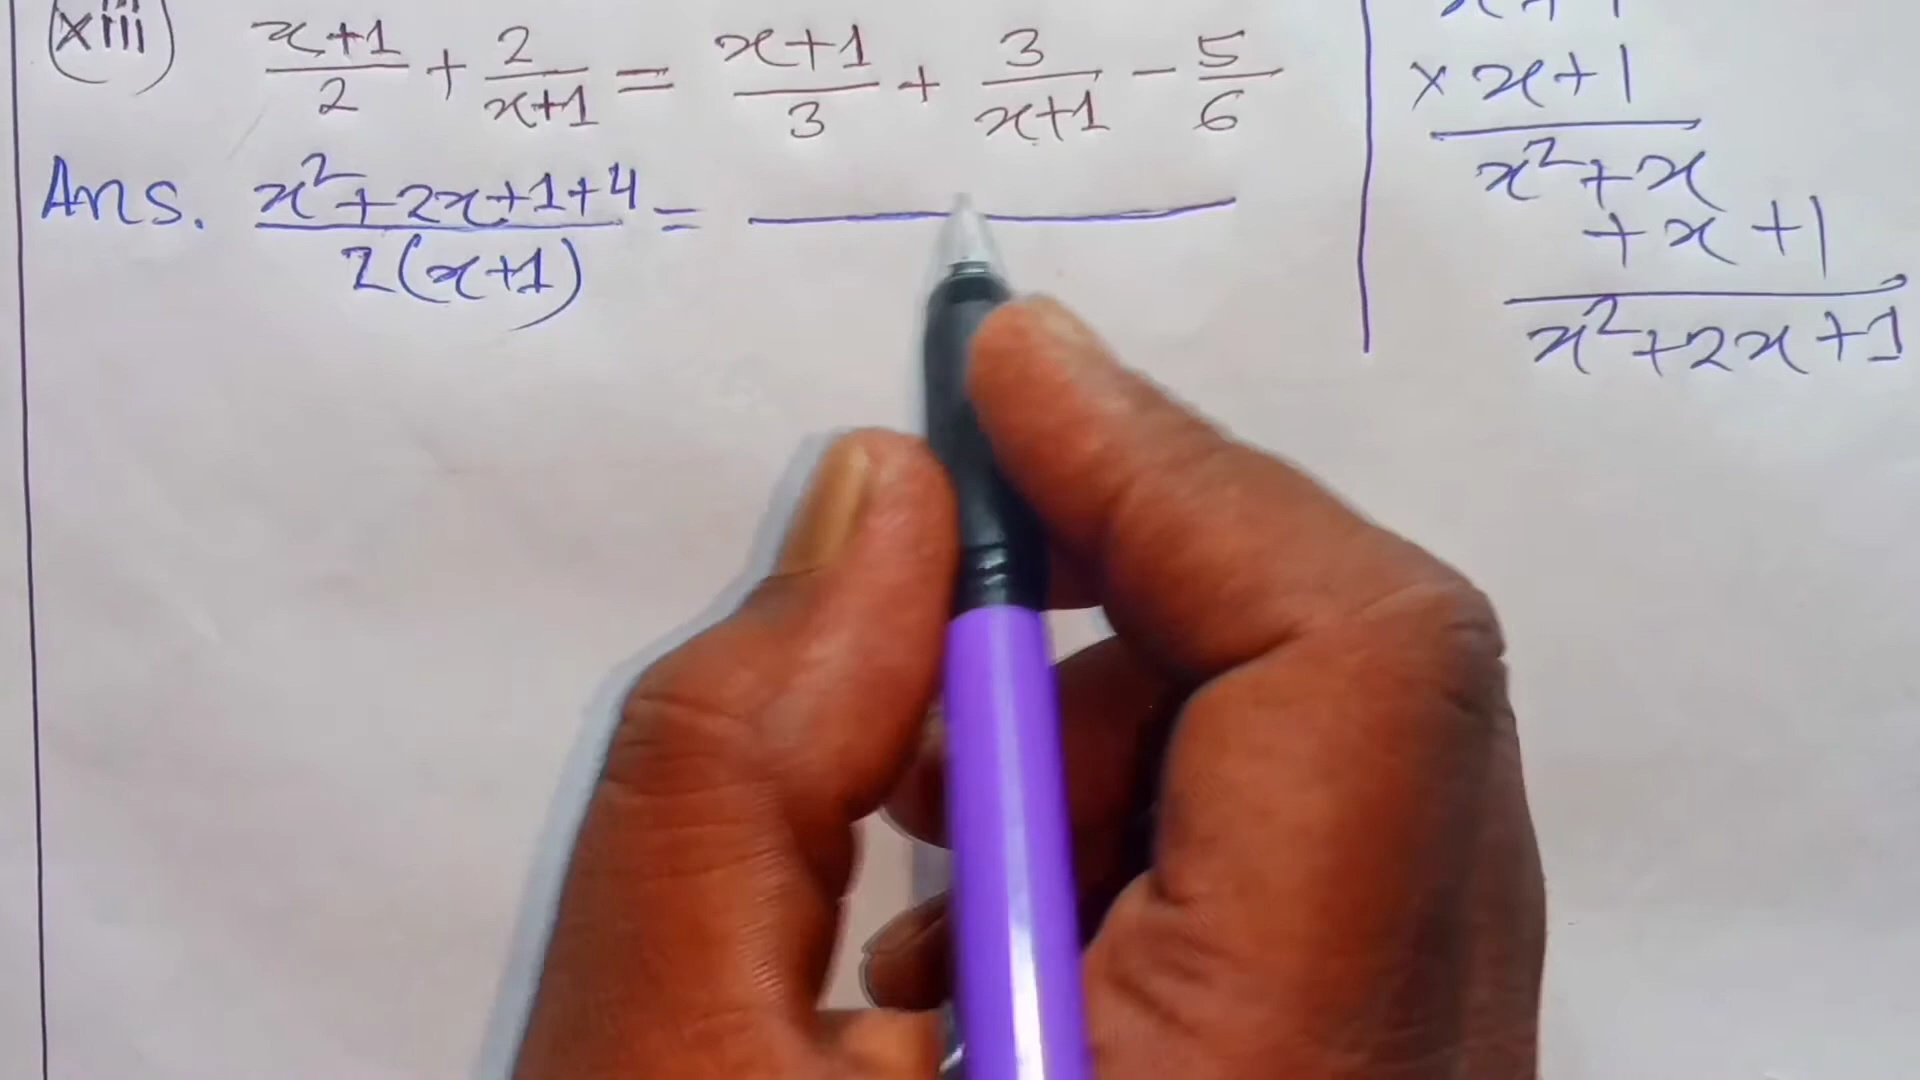 (xiii) x+1/2 + 2/x+1 = x+1/3 + 3/x+1 - 5/6
Ans. x²+2x+1+4/2(x+1) =
x+1
× x+1
x²+x
+x+1
x²+2x+1